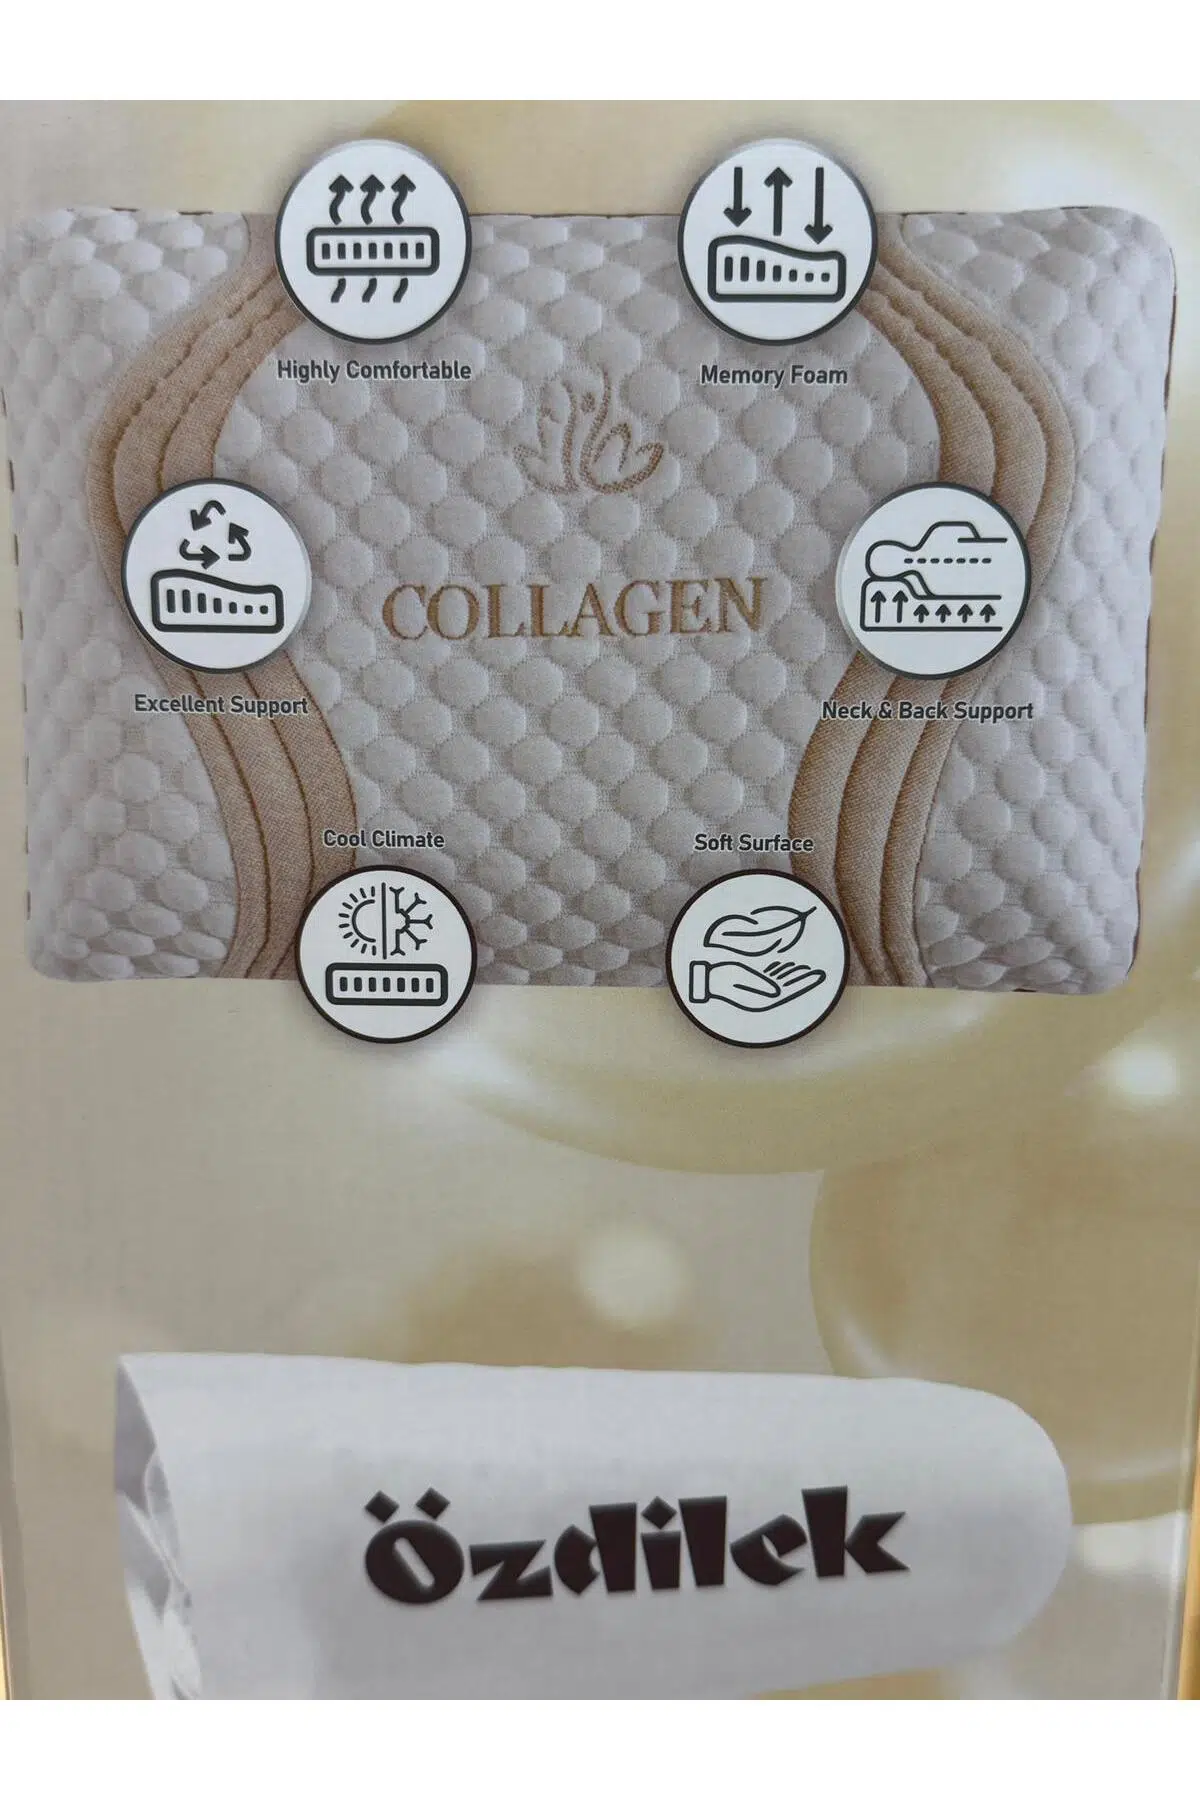 Highly Comfortable
Memory Foam
COLLAGEN
Excellent Support
Neck & Back Support
Cool Climate
Soft Surface
Özdilek